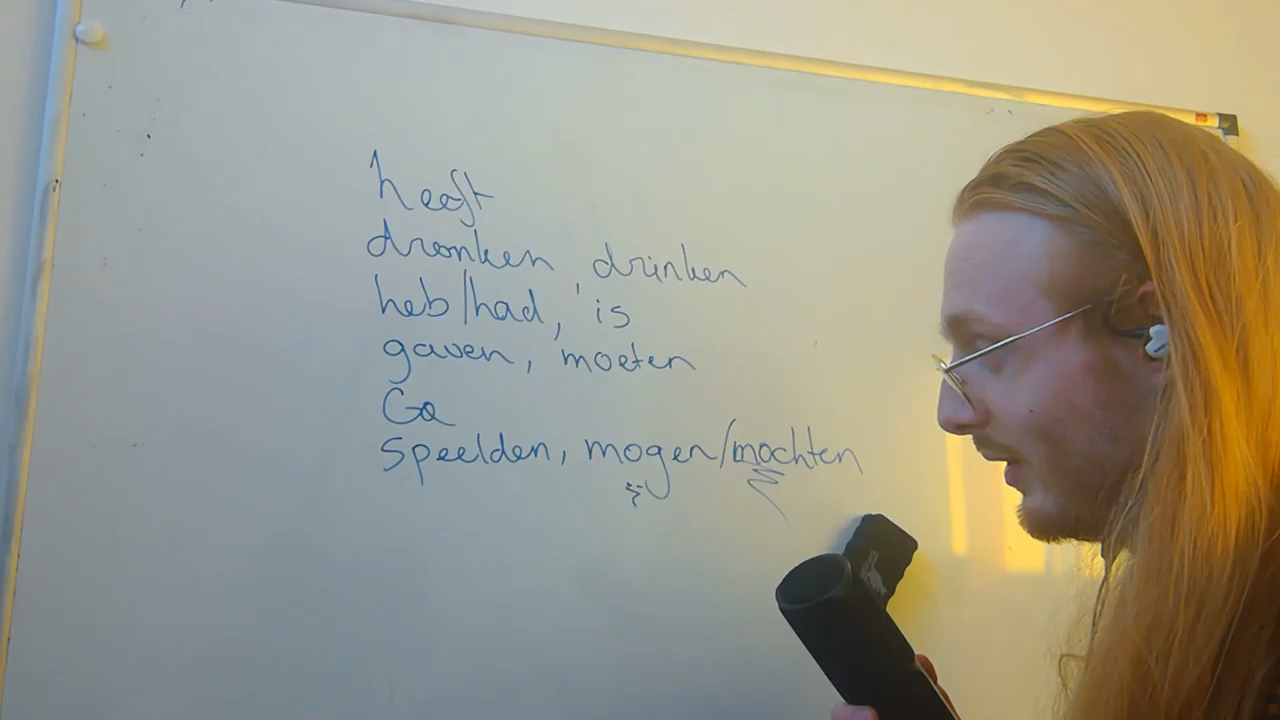 heeft
dronken, drinken
heb/had, is
gaven, moeten
Ga
speelden, mogen/mochten